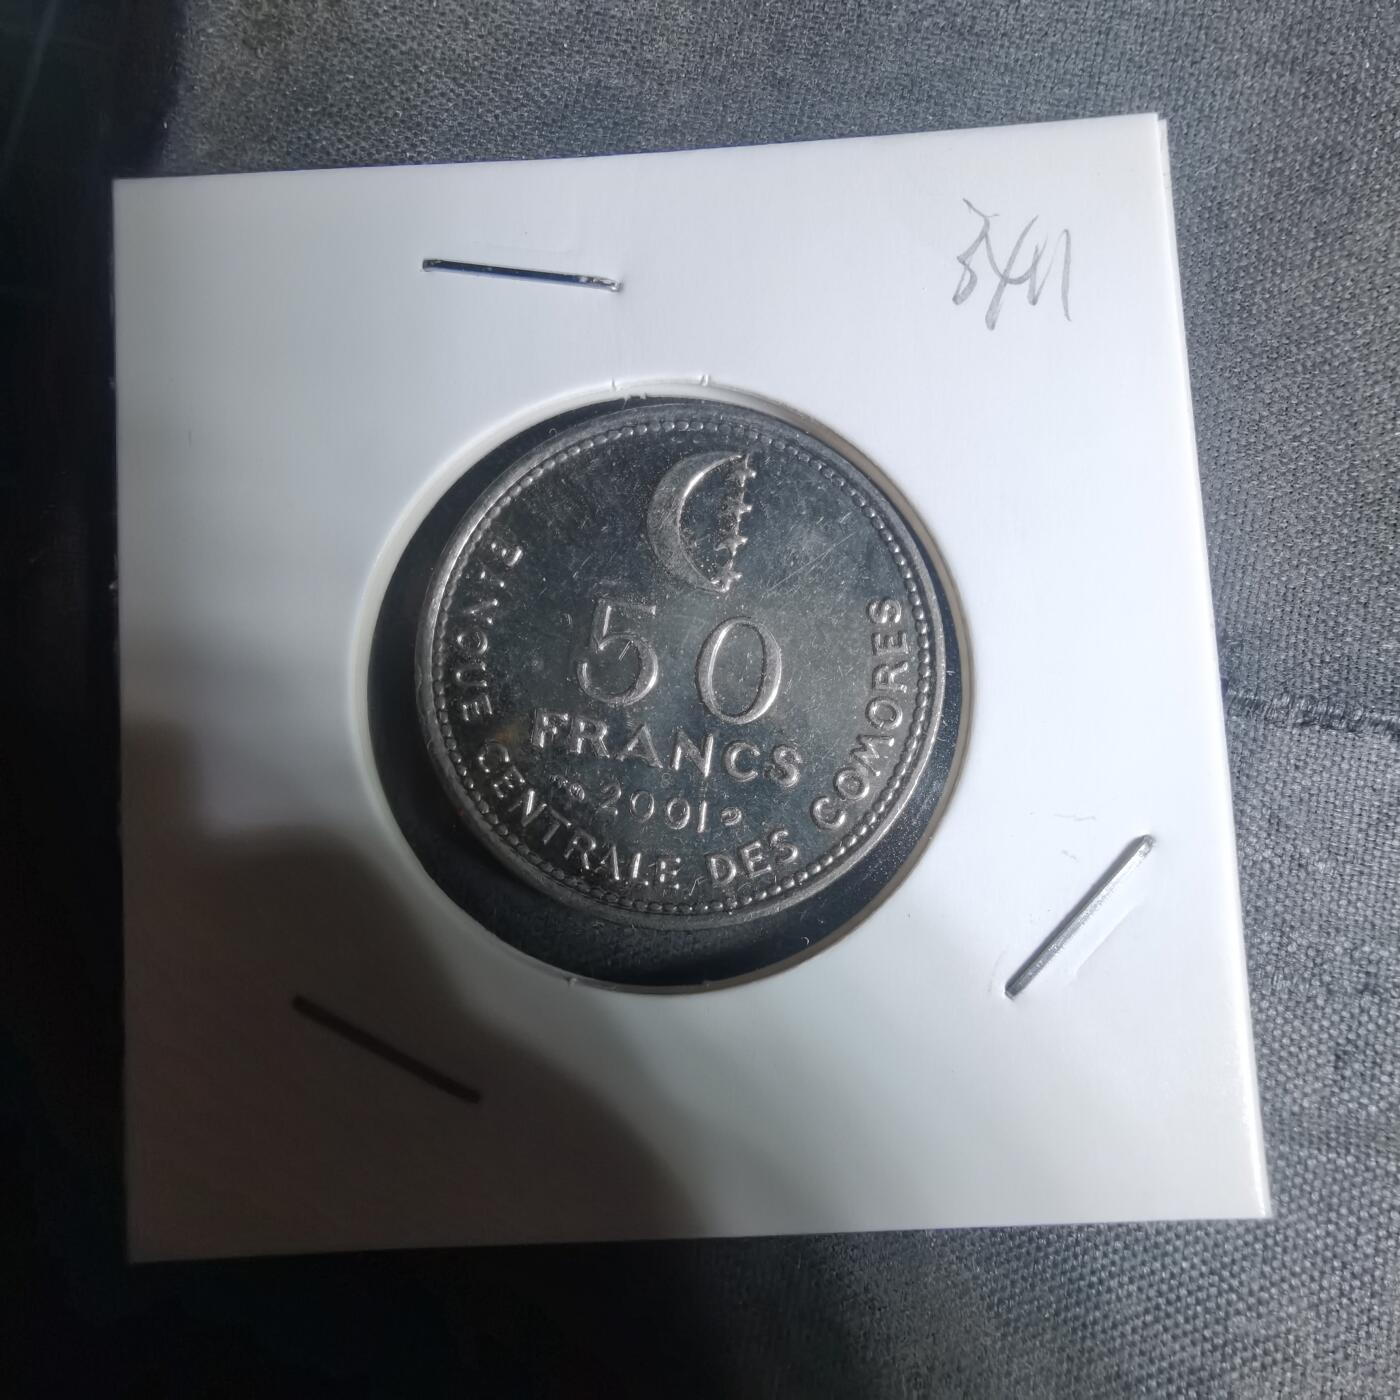 50
FRANCS
2001
BANQUE CENTRALE DES COMORES